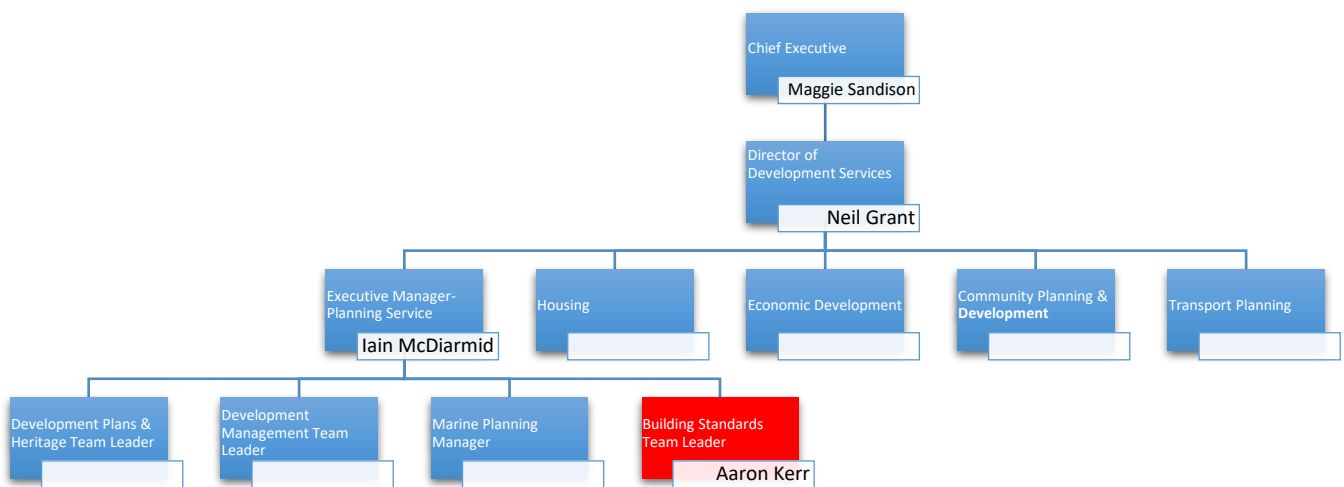 Chief Executive
Maggie Sandison
Director of
Development Services
Neil Grant
Executive Manager-
Planning Service
Iain McDiarmid
Housing
Economic Development
Community Planning &
Development
Transport Planning
Development Plans &
Heritage Team Leader
Development
Management Team
Leader
Marine Planning
Manager
Building Standards
Team Leader
Aaron Kerr